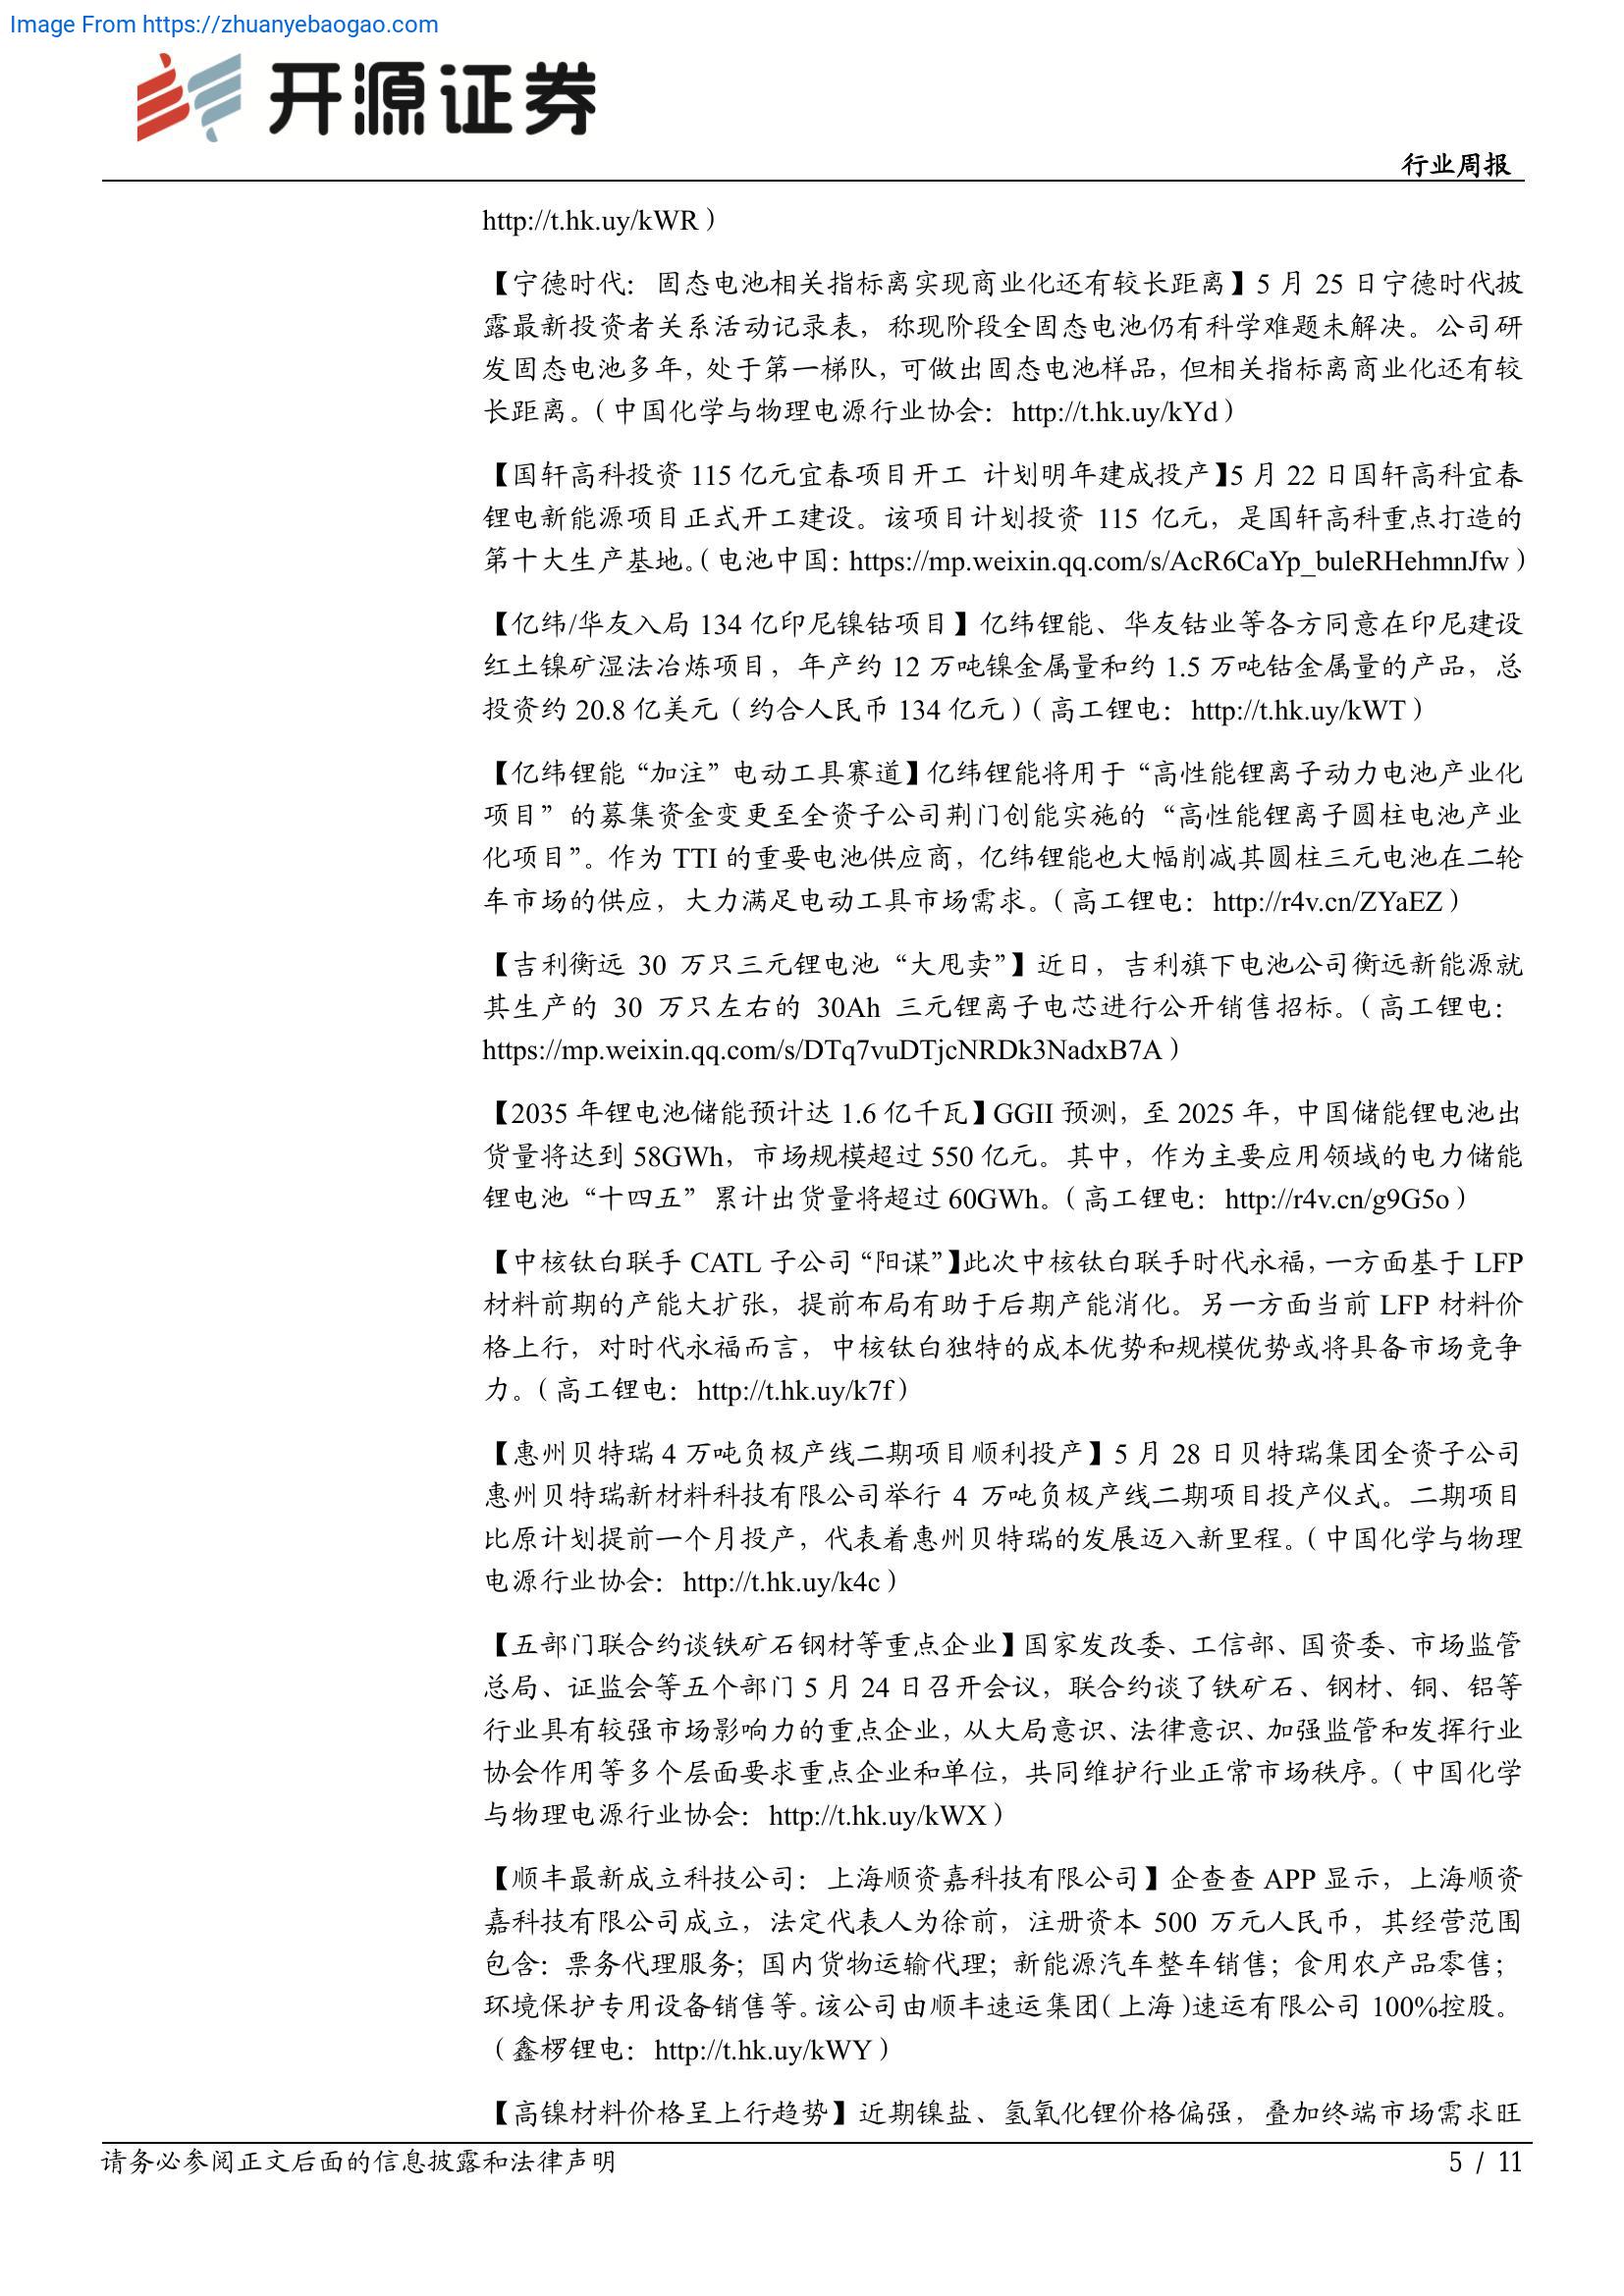 Image From https://zhuanyebaogao.com
开源证券
行业周报
http://t.hk.uy/kWR）
【宁德时代：固态电池相关指标离实现商业化还有较长距离】5 月 25 日宁德时代披
露最新投资者关系活动记录表，称现阶段全固态电池仍有科学难题未解决。公司研
发固态电池多年，处于第一梯队，可做出固态电池样品，但相关指标离商业化还有较
长距离。（中国化学与物理电源行业协会：http://t.hk.uy/kYd）
【国轩高科投资 115 亿元宜春项目开工 计划明年建成投产】5 月 22 日国轩高科宜春
锂电新能源项目正式开工建设。该项目计划投资 115 亿元，是国轩高科重点打造的
第十大生产基地。（电池中国：https://mp.weixin.qq.com/s/AcR6CaYp_buleRHehmnJfw）
【亿纬/华友入局 134 亿印尼镍钴项目】亿纬锂能、华友钴业等各方同意在印尼建设
红土镍矿湿法冶炼项目，年产约 12 万吨镍金属量和约 1.5 万吨钴金属量的产品，总
投资约 20.8 亿美元（约合人民币 134 亿元）（高工锂电：http://t.hk.uy/kWT）
【亿纬锂能“加注”电动工具赛道】亿纬锂能将用于“高性能锂离子动力电池产业化
项目”的募集资金变更至全资子公司荆门创能实施的“高性能锂离子圆柱电池产业
化项目”。作为 TTI 的重要电池供应商，亿纬锂能也大幅削减其圆柱三元电池在二轮
车市场的供应，大力满足电动工具市场需求。（高工锂电：http://r4v.cn/ZYaEZ）
【吉利衡远 30 万只三元锂电池“大甩卖”】近日，吉利旗下电池公司衡远新能源就
其生产的 30 万只左右的 30Ah 三元锂离子电芯进行公开销售招标。（高工锂电：
https://mp.weixin.qq.com/s/DTq7vuDTjcNRDk3NadxB7A）
【2035 年锂电池储能预计达 1.6 亿千瓦】GGII 预测，至 2025 年，中国储能锂电池出
货量将达到 58GWh，市场规模超过 550 亿元。其中，作为主要应用领域的电力储能
锂电池“十四五”累计出货量将超过 60GWh。（高工锂电：http://r4v.cn/g9G5o）
【中核钛白联手 CATL 子公司“阳谋”】此次中核钛白联手时代永福，一方面基于 LFP
材料前期的产能大扩张，提前布局有助于后期产能消化。另一方面当前 LFP 材料价
格上行，对时代永福而言，中核钛白独特的成本优势和规模优势或将具备市场竞争
力。（高工锂电：http://t.hk.uy/k7f）
【惠州贝特瑞 4 万吨负极产线二期项目顺利投产】5 月 28 日贝特瑞集团全资子公司
惠州贝特瑞新材料科技有限公司举行 4 万吨负极产线二期项目投产仪式。二期项目
比原计划提前一个月投产，代表着惠州贝特瑞的发展迈入新里程。（中国化学与物理
电源行业协会：http://t.hk.uy/k4c）
【五部门联合约谈铁矿石钢材等重点企业】国家发改委、工信部、国资委、市场监管
总局、证监会等五个部门 5 月 24 日召开会议，联合约谈了铁矿石、钢材、铜、铝等
行业具有较强市场影响力的重点企业，从大局意识、法律意识、加强监管和发挥行业
协会作用等多个层面要求重点企业和单位，共同维护行业正常市场秩序。（中国化学
与物理电源行业协会：http://t.hk.uy/kWX）
【顺丰最新成立科技公司：上海顺资嘉科技有限公司】企查查 APP 显示，上海顺资
嘉科技有限公司成立，法定代表人为徐前，注册资本 500 万元人民币，其经营范围
包含：票务代理服务；国内货物运输代理；新能源汽车整车销售；食用农产品零售；
环境保护专用设备销售等。该公司由顺丰速运集团（上海）速运有限公司 100%控股。
（鑫椤锂电：http://t.hk.uy/kWY）
【高镍材料价格呈上行趋势】近期镍盐、氢氧化锂价格偏强，叠加终端市场需求旺
请务必参阅正文后面的信息披露和法律声明
5 / 11